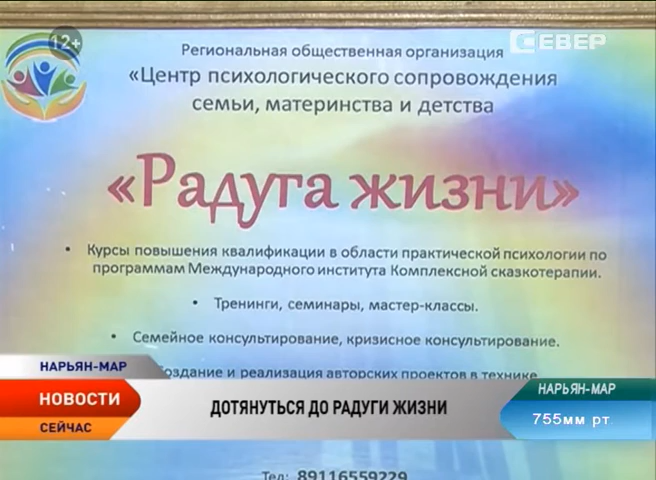 12+
СЕВЕР
Региональная общественная организация
«Центр психологического сопровождения
семьи, материнства и детства
«Радуга жизни»
• Курсы повышения квалификации в области практической психологии по
программам Международного института Комплексной сказкотерапии.
• Тренинги, семинары, мастер-классы.
• Семейное консультирование, кризисное консультирование.
Создание и реализация авторских проектов в технике
НАРЬЯН-МАР
НОВОСТИ
СЕЙЧАС
ДОТЯНУТЬСЯ ДО РАДУГИ ЖИЗНИ
НАРЬЯН-МАР
755мм рт.
Тел: 89116559229